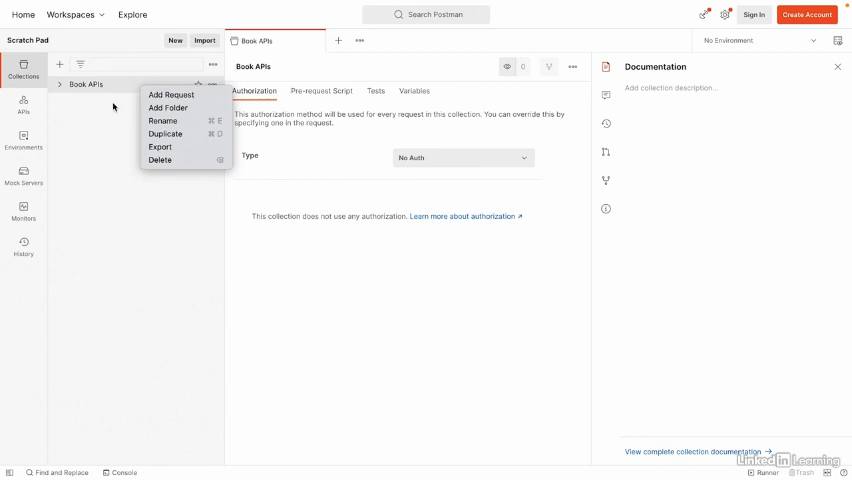 Home
Workspaces
Explore
Search Postman
Sign In
Create Account
Scratch Pad
New
Import
Book APIs
No Environment
Collections
APIs
Environments
Mock Servers
Monitors
History
Book APIs
Add Request
Add Folder
Rename ⌘ E
Duplicate ⌘ D
Export
Delete
Book APIs
0
Authorization
Pre-request Script
Tests
Variables
This authorization method will be used for every request in this collection. You can override this by
specifying one in the request.
Type
No Auth
This collection does not use any authorization. Learn more about authorization ↗
Documentation
Add collection description...
View complete collection documentation →
LinkedIn Learning
Find and Replace
Console
Runner
Trash